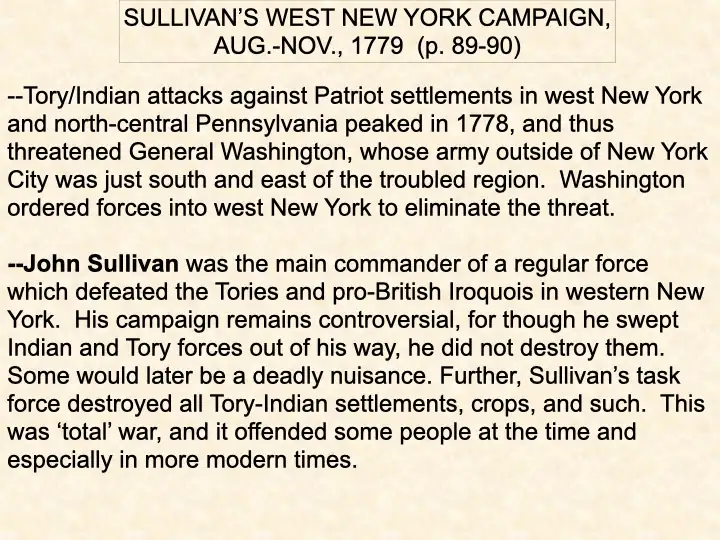 SULLIVAN’S WEST NEW YORK CAMPAIGN,
AUG.-NOV., 1779  (p. 89-90)
--Tory/Indian attacks against Patriot settlements in west New York
and north-central Pennsylvania peaked in 1778, and thus
threatened General Washington, whose army outside of New York
City was just south and east of the troubled region.  Washington
ordered forces into west New York to eliminate the threat.
--John Sullivan was the main commander of a regular force
which defeated the Tories and pro-British Iroquois in western New
York.  His campaign remains controversial, for though he swept
Indian and Tory forces out of his way, he did not destroy them.
Some would later be a deadly nuisance. Further, Sullivan’s task
force destroyed all Tory-Indian settlements, crops, and such.  This
was ‘total’ war, and it offended some people at the time and
especially in more modern times.